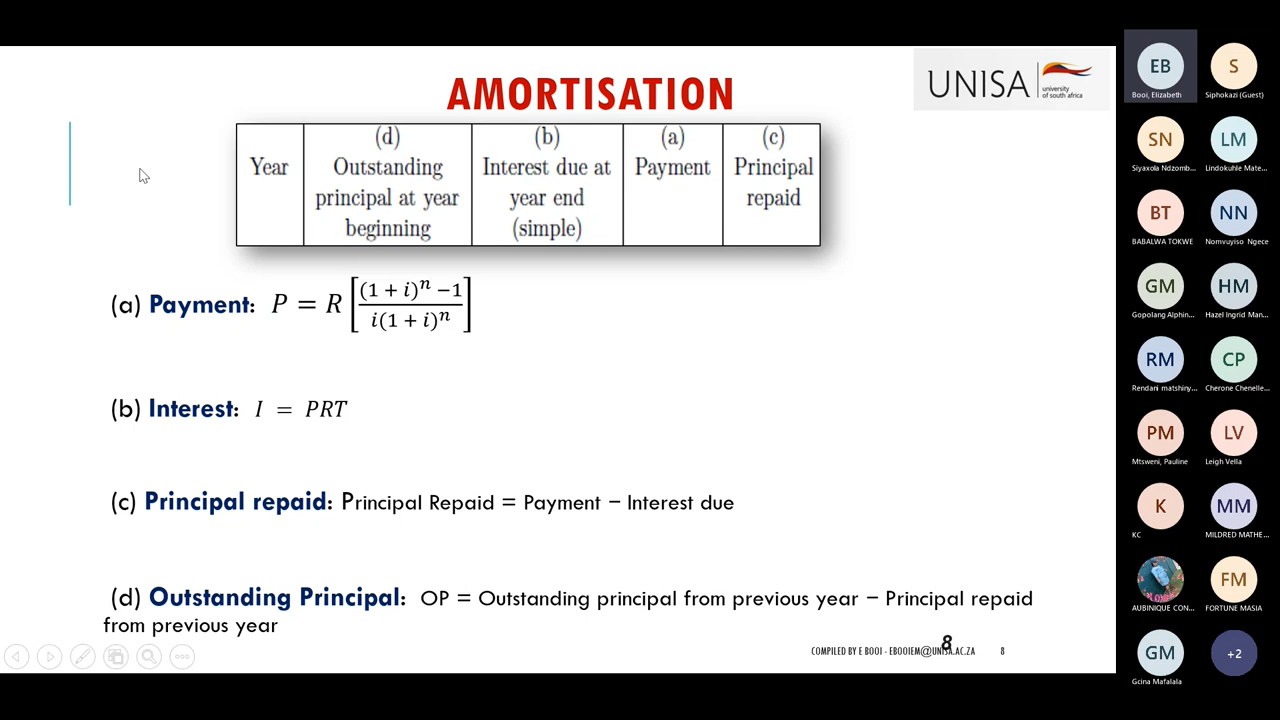 AMORTISATION
UNISA
university
of south africa
Year
(d)
Outstanding
principal at year
beginning
(b)
Interest due at
year end
(simple)
(a)
Payment
(c)
Principal
repaid
(a) Payment: P = R [ (1 + i)ⁿ −1 / i(1 + i)ⁿ ]
(b) Interest: I = PRT
(c) Principal repaid: Principal Repaid = Payment − Interest due
(d) Outstanding Principal: OP = Outstanding principal from previous year − Principal repaid
from previous year
8
COMPILED BY E BOOI - EBOOIEM@UNISA.AC.ZA 8
EB
Booi, Elizabeth
S
Siphokazi (Guest)
SN
Siyaxola Ndzomb...
LM
Lindokuhle Mate...
BT
BABALWA TOKWE
NN
Nomvuyiso Ngece
GM
Gopolang Alphin...
HM
Hazel Ingrid Man...
RM
Rendani matshiny...
CP
Cherone Chenelle...
PM
Mtsweni, Pauline
LV
Leigh Vella
K
KC
MM
MILDRED MATHE...
AUBINIQUE CON...
FM
FORTUNE MASIA
GM
Gcina Mafalala
+2